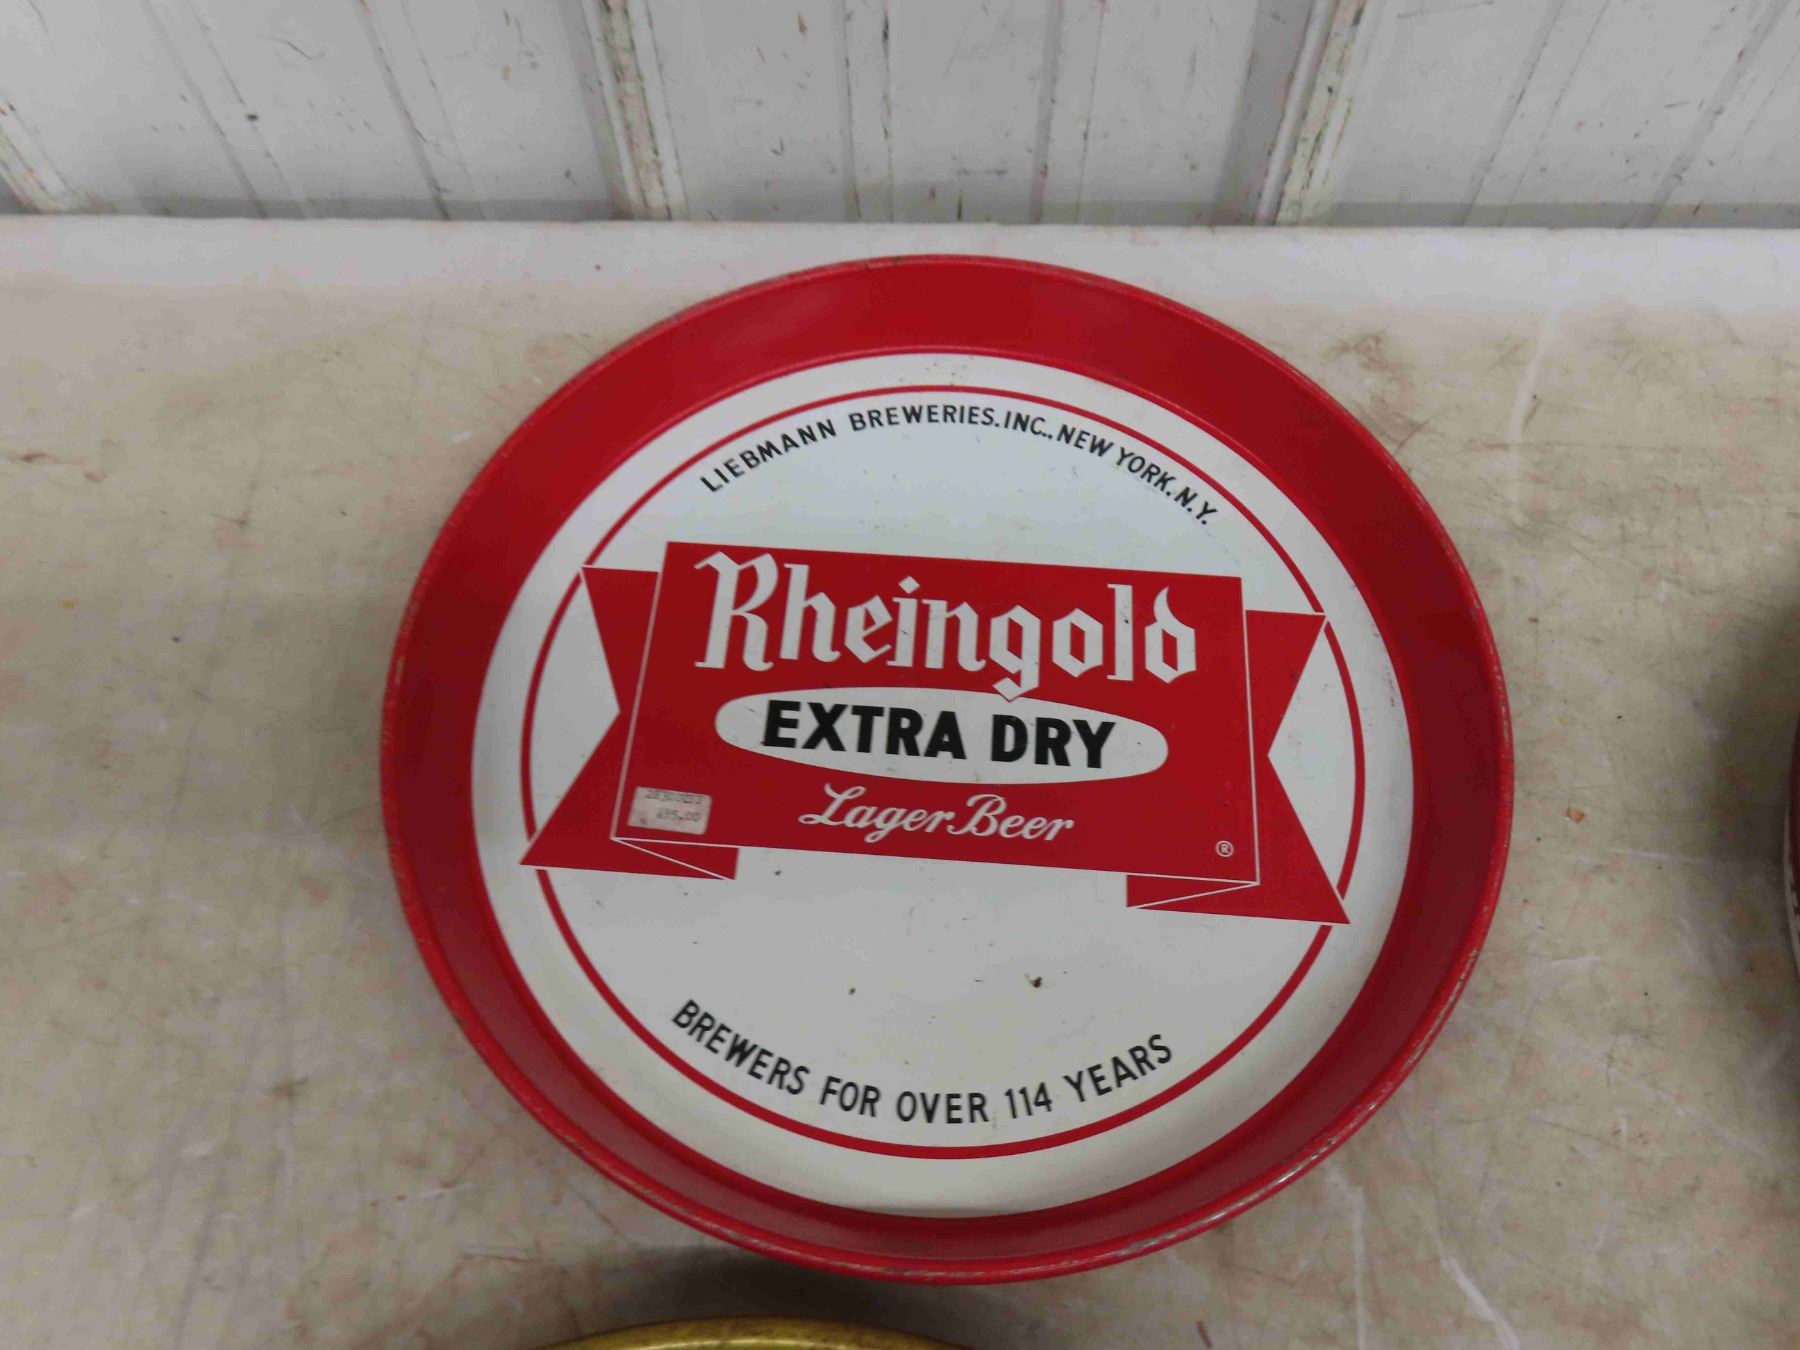 LIEBMANN BREWERIES. INC., NEW YORK, N.Y.
Rheingold
EXTRA DRY
Lager Beer
®
BREWERS FOR OVER 114 YEARS